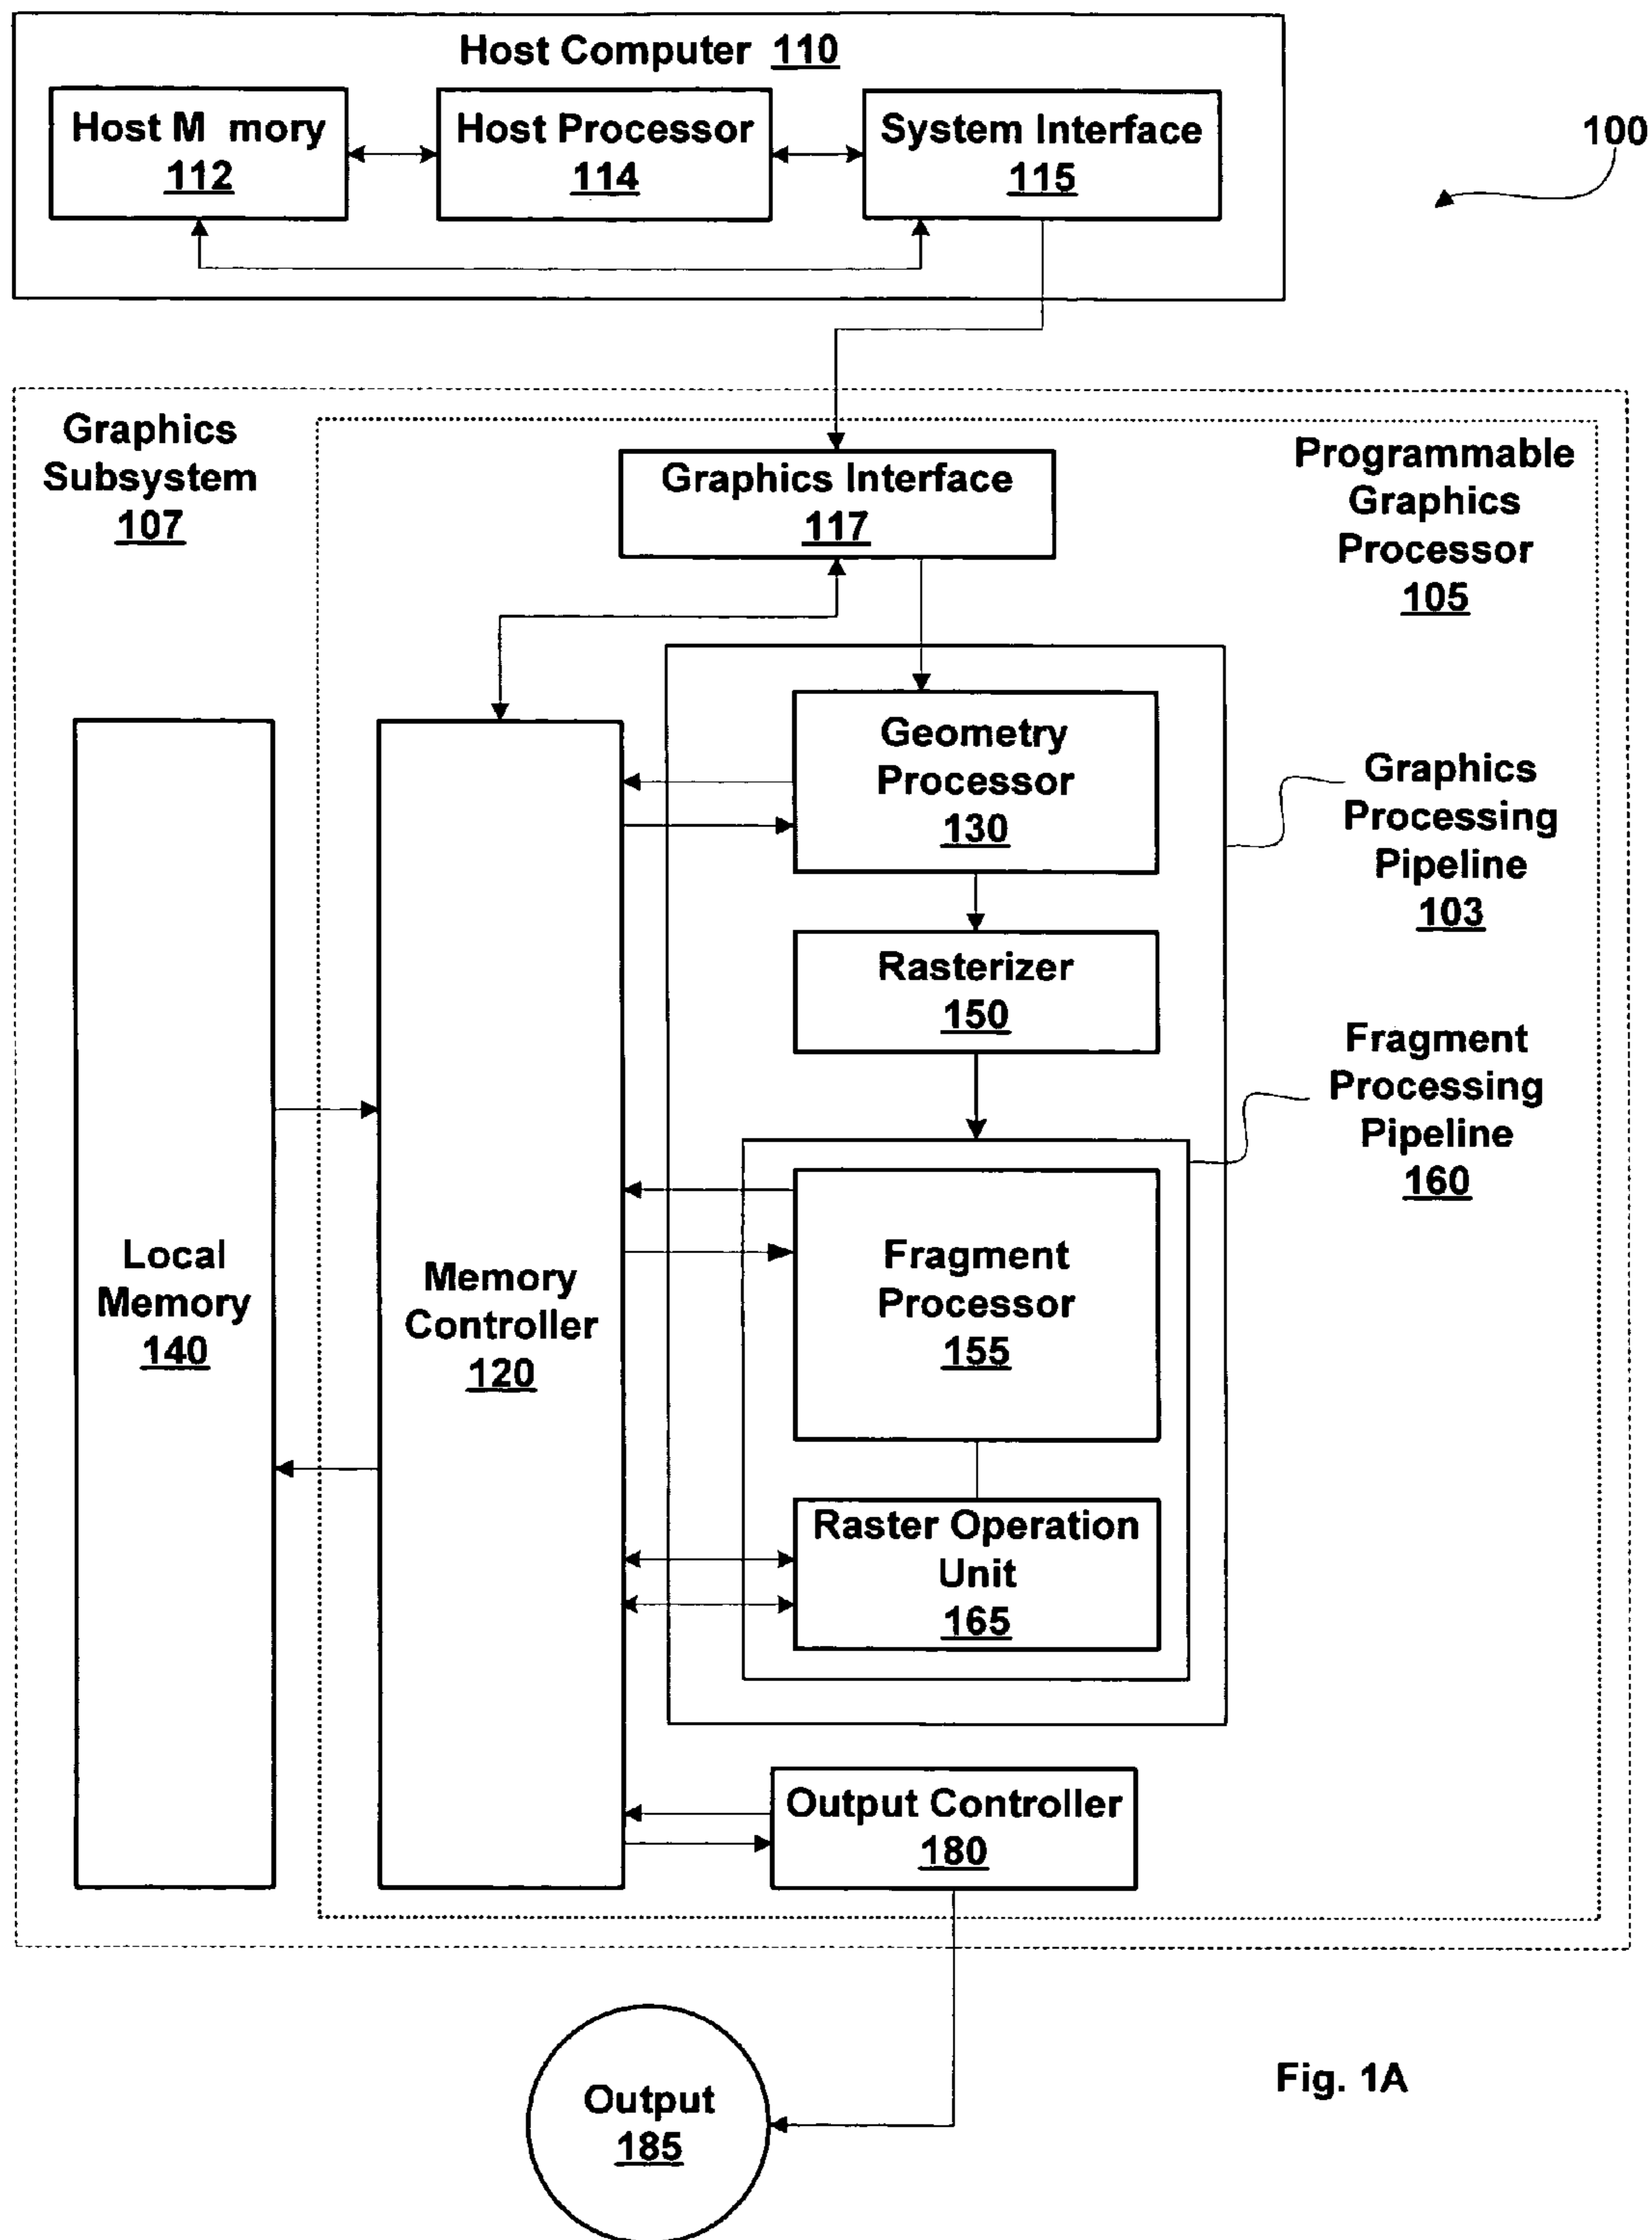 Host Computer 110
Host M mory
112
Host Processor
114
System Interface
115
100
Graphics
Subsystem
107
Graphics Interface
117
Programmable
Graphics
Processor
105
Geometry
Processor
130
Graphics
Processing
Pipeline
103
Rasterizer
150
Fragment
Processing
Pipeline
160
Local
Memory
140
Memory
Controller
120
Fragment
Processor
155
Raster Operation
Unit
165
Output Controller
180
Output
185
Fig. 1A